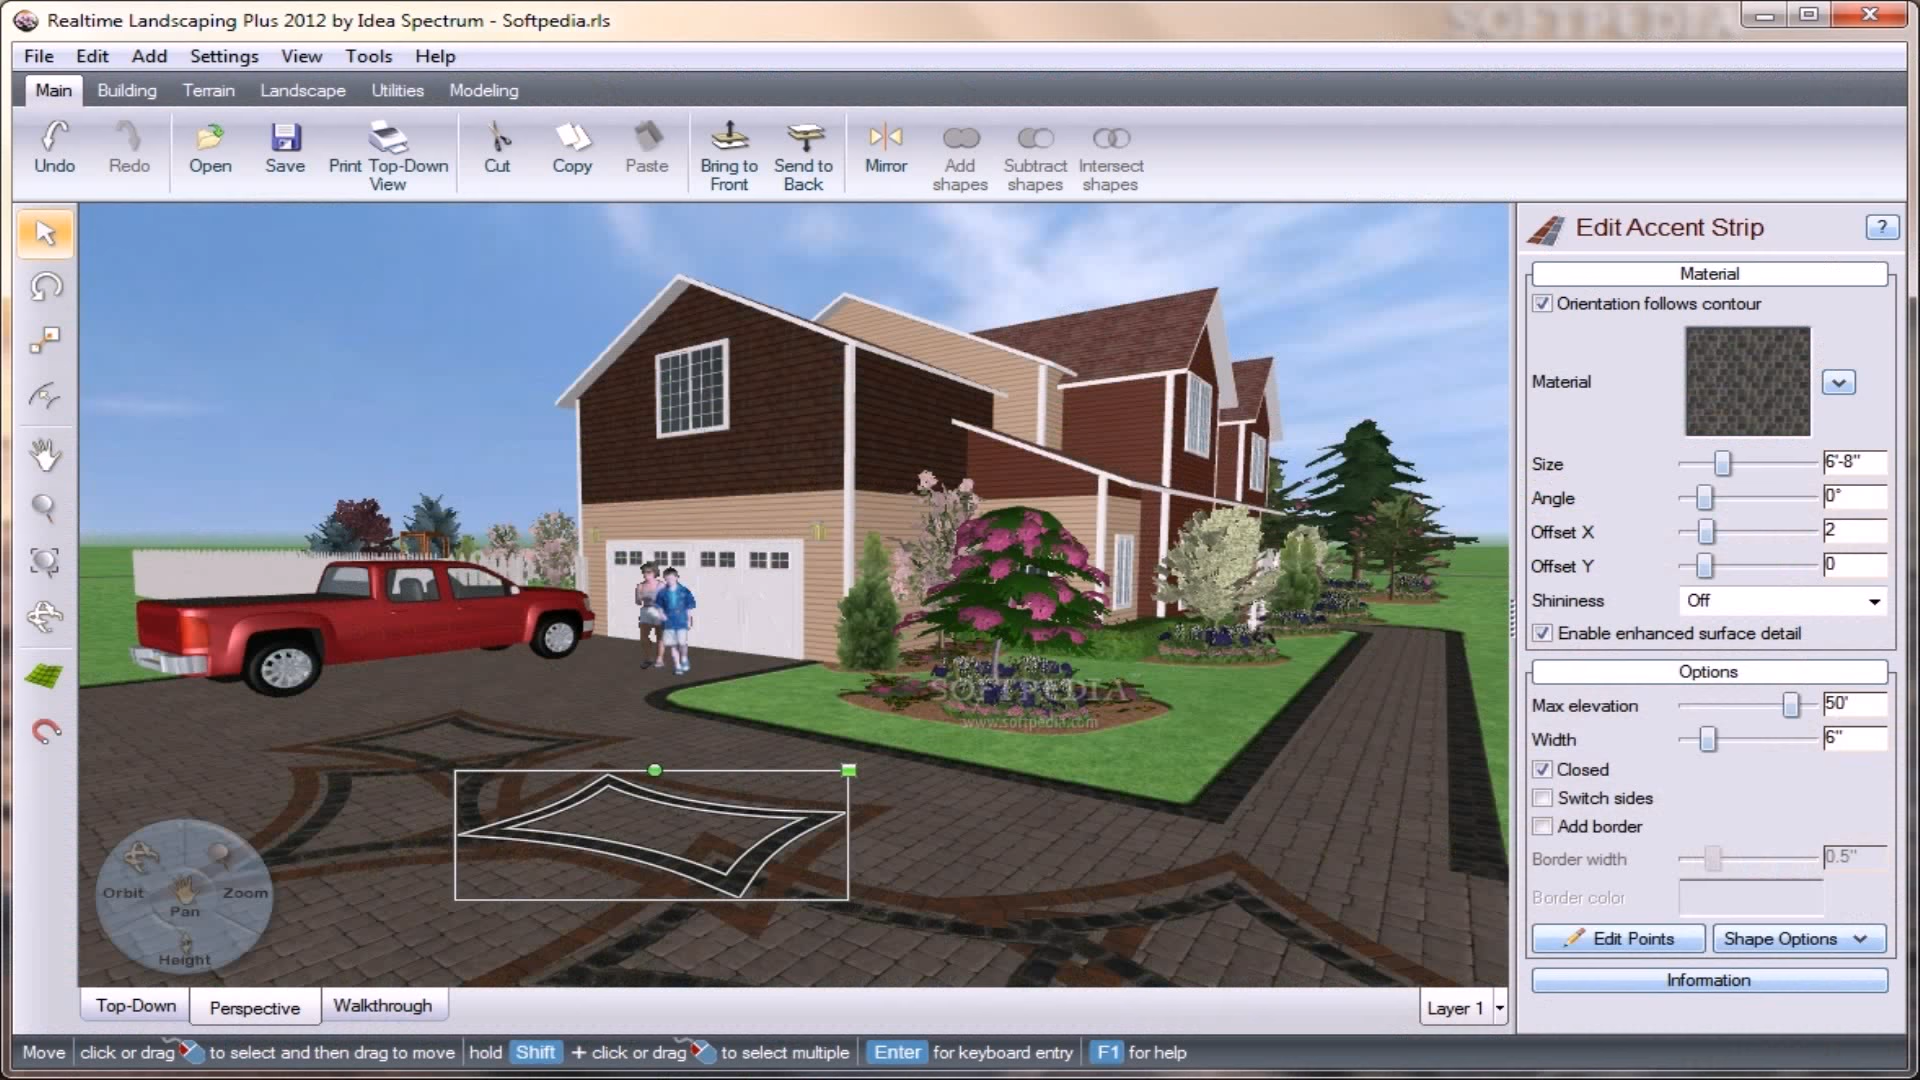 Realtime Landscaping Plus 2012 by Idea Spectrum - Softpedia.rls
SOFTPEDIA
File Edit Add Settings View Tools Help
Main Building Terrain Landscape Utilities Modeling
Undo Redo Open Save Print Top-Down View Cut Copy Paste Bring to Front Send to Back Mirror Add shapes Subtract shapes Intersect shapes
Edit Accent Strip ?
Material
Orientation follows contour
Material
Size 6'-8"
Angle 0°
Offset X 2
Offset Y 0
Shininess Off
Enable enhanced surface detail
Options
Max elevation 50'
Width 6"
Closed
Switch sides
Add border
Border width 0.5"
Border color
Edit Points Shape Options
Information
SOFTPEDIA
www.softpedia.com
Orbit Zoom
Pan
Height
Top-Down Perspective Walkthrough
Layer 1
Move click or drag to select and then drag to move hold Shift + click or drag to select multiple Enter for keyboard entry F1 for help